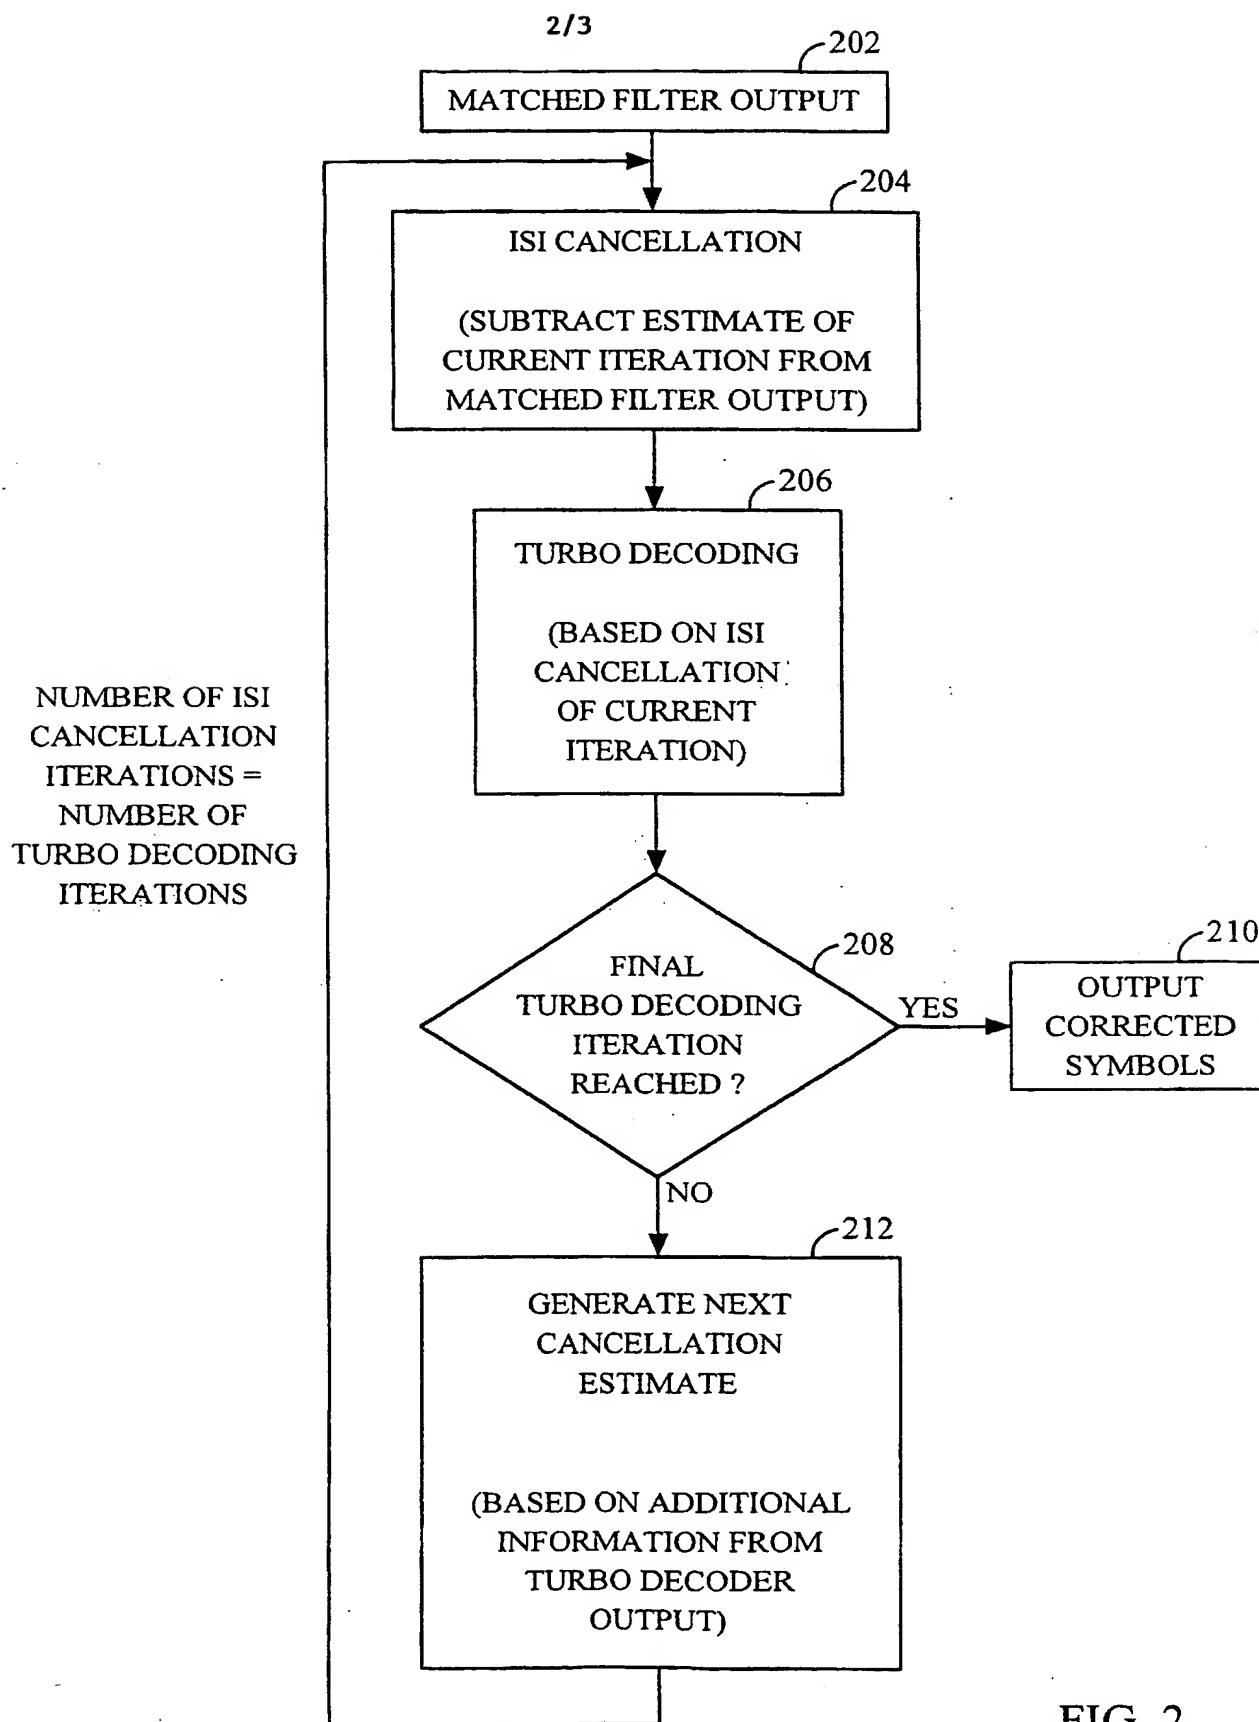 2/3
202
MATCHED FILTER OUTPUT
204
ISI CANCELLATION
(SUBTRACT ESTIMATE OF
CURRENT ITERATION FROM
MATCHED FILTER OUTPUT)
206
TURBO DECODING
(BASED ON ISI
CANCELLATION
OF CURRENT
ITERATION)
NUMBER OF ISI
CANCELLATION
ITERATIONS =
NUMBER OF
TURBO DECODING
ITERATIONS
208
FINAL
TURBO DECODING
ITERATION
REACHED ?
YES
210
OUTPUT
CORRECTED
SYMBOLS
NO
212
GENERATE NEXT
CANCELLATION
ESTIMATE
(BASED ON ADDITIONAL
INFORMATION FROM
TURBO DECODER
OUTPUT)
FIG. 2